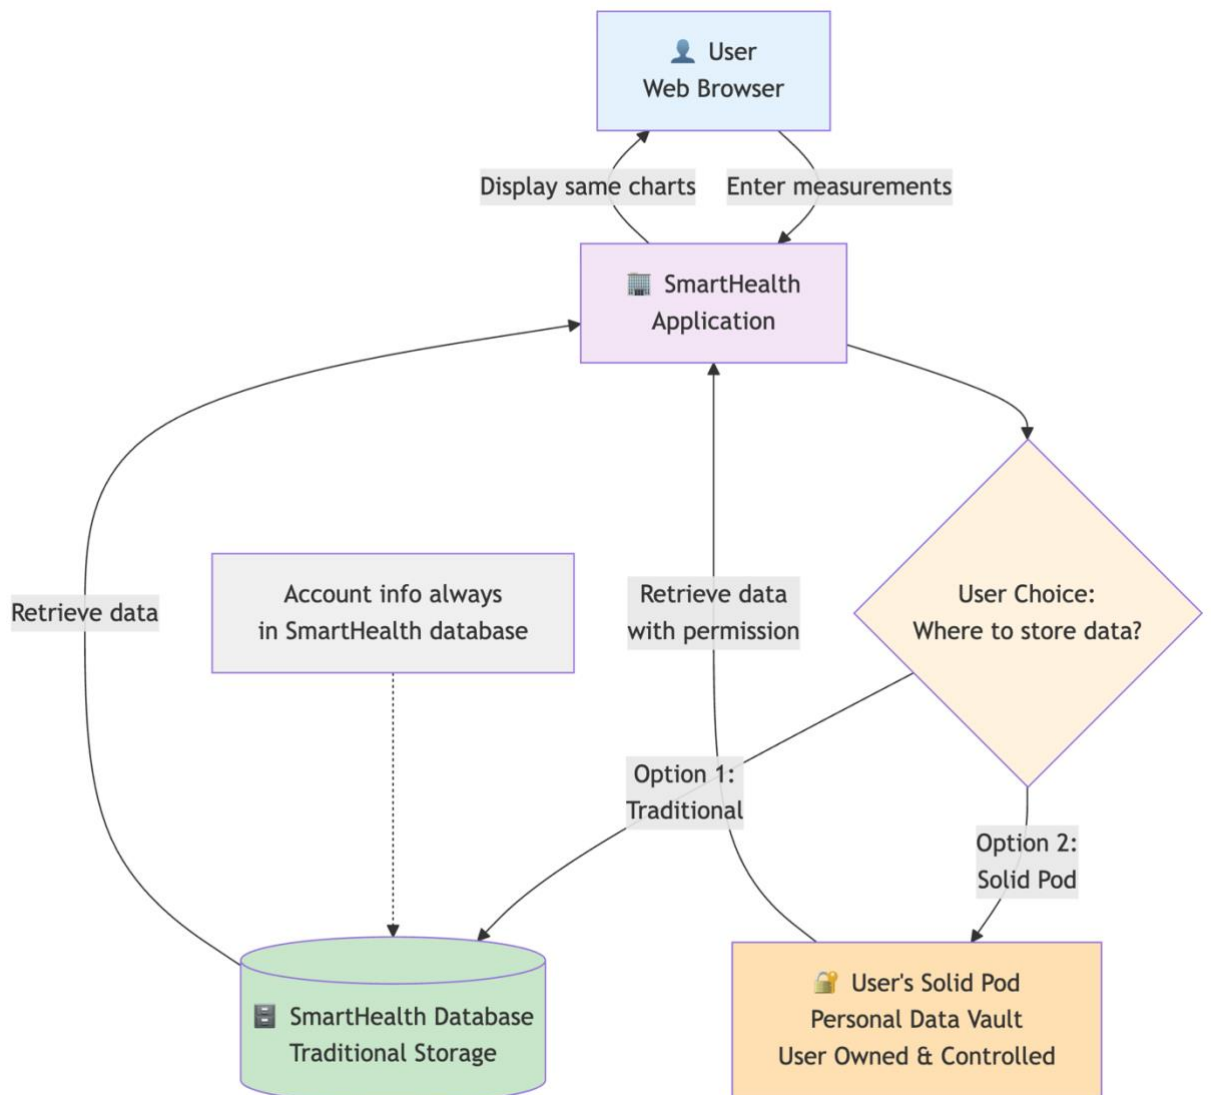 👤 User
Web Browser
Display same charts
Enter measurements
🏢 SmartHealth
Application
Retrieve data
Account info always
in SmartHealth database
Retrieve data
with permission
User Choice:
Where to store data?
Option 1:
Traditional
Option 2:
Solid Pod
🗄️ SmartHealth Database
Traditional Storage
🔐 User's Solid Pod
Personal Data Vault
User Owned & Controlled